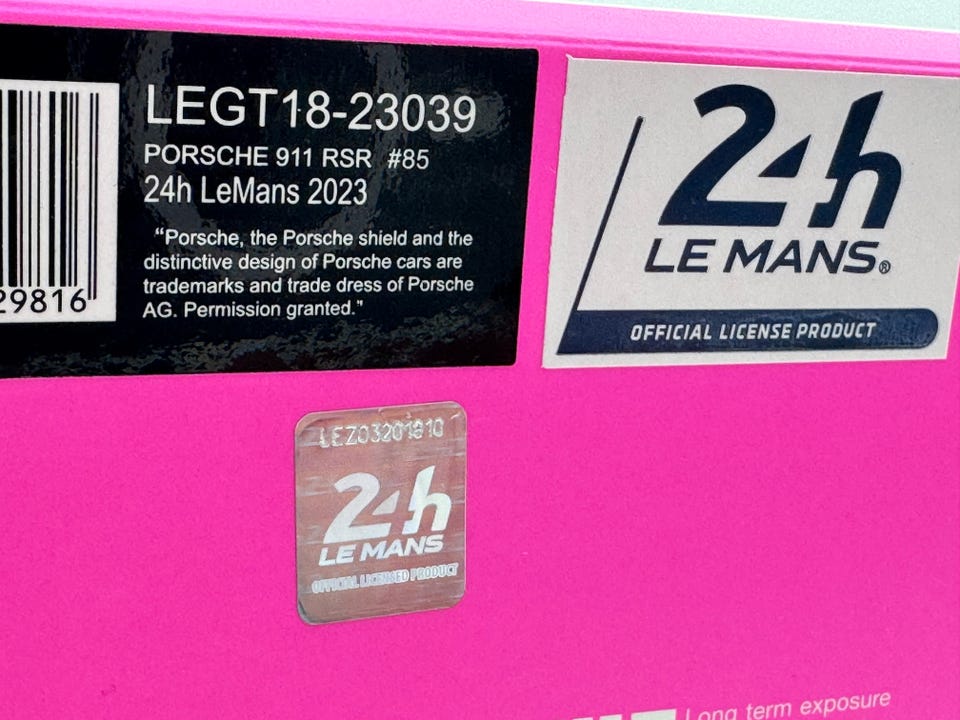 LEGT18-23039
PORSCHE 911 RSR #85
24h LeMans 2023
“Porsche, the Porsche shield and the
distinctive design of Porsche cars are
trademarks and trade dress of Porsche
AG. Permission granted.”
29816
24h
LE MANS®
OFFICIAL LICENSE PRODUCT
24h
LE MANS
OFFICIAL LICENSED PRODUCT
Long term exposure